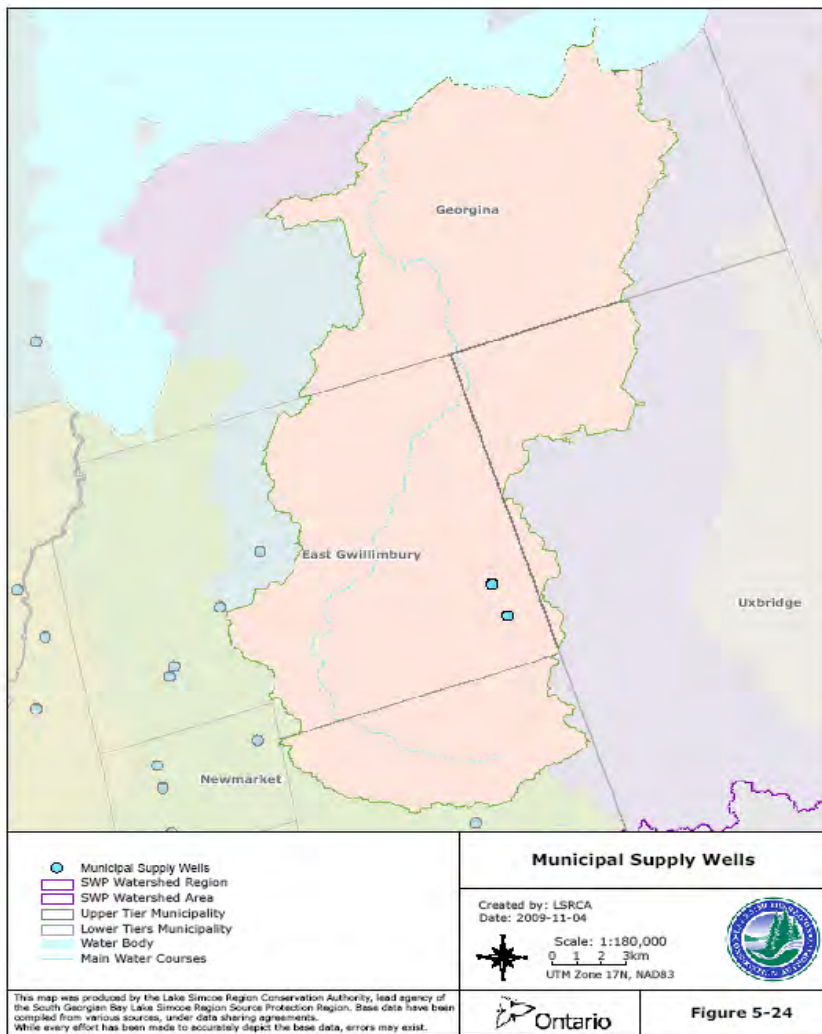 Georgina
East Gwillimbury
Uxbridge
Newmarket
Municipal Supply Wells
SWP Watershed Region
SWP Watershed Area
Upper Tier Municipality
Lower Tiers Municipality
Water Body
Main Water Courses
Municipal Supply Wells
Created by: LSRCA
Date: 2009-11-04
Scale: 1:180,000
0 1 2 3km
UTM Zone 17N, NAD83
This map was produced by the Lake Simcoe Region Conservation Authority, lead agency of
the South Georgian Bay Lake Simcoe Region Source Protection Region. Base data have been
compiled from various sources, under data sharing agreements.
While every effort has been made to accurately depict the base data, errors may exist.
Ontario
Figure 5-24